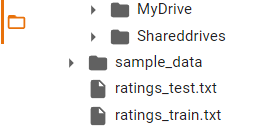 MyDrive
Shareddrives
sample_data
ratings_test.txt
ratings_train.txt